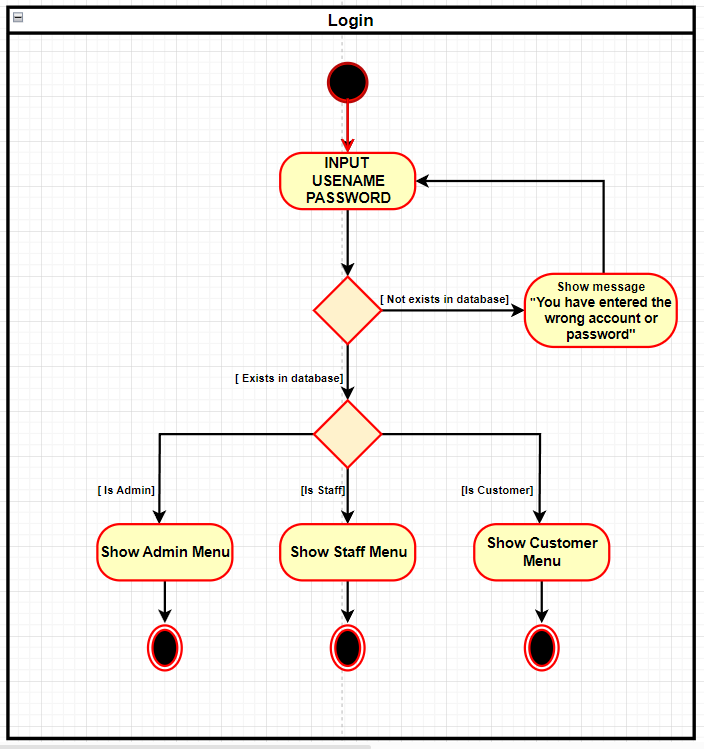 Login
INPUT
USENAME
PASSWORD
[ Not exists in database]
Show message
"You have entered the
wrong account or
password"
[ Exists in database]
[ Is Admin]
[Is Staff]
[Is Customer]
Show Admin Menu
Show Staff Menu
Show Customer
Menu